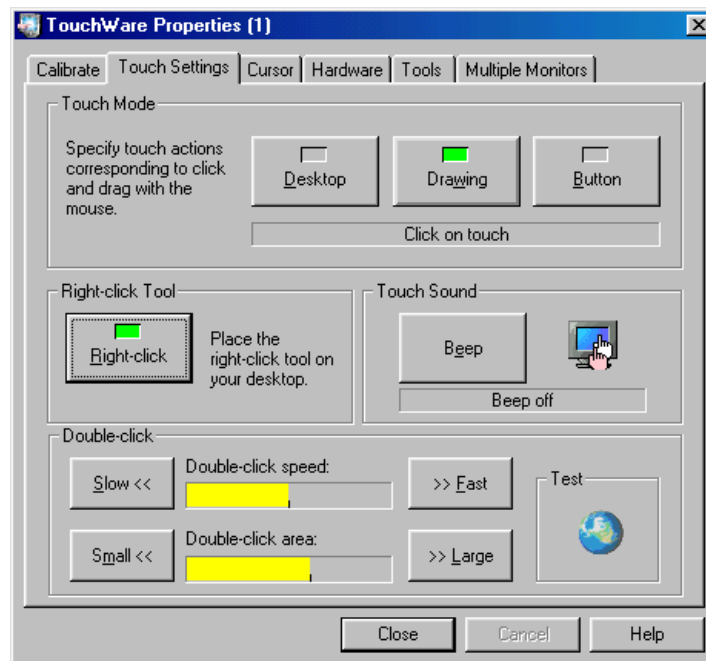 TouchWare Properties (1)
Calibrate Touch Settings Cursor Hardware Tools Multiple Monitors
Touch Mode
Specify touch actions
corresponding to click
and drag with the
mouse.
Desktop
Drawing
Button
Click on touch
Right-click Tool
Right-click
Place the
right-click tool on
your desktop.
Touch Sound
Beep
Beep off
Double-click
Slow <<
Double-click speed:
>> Fast
Small <<
Double-click area:
>> Large
Test
Close Cancel Help